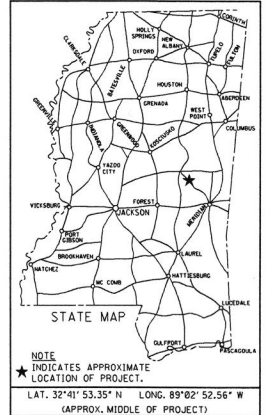 CORINTH
HOLLY
SPRINGS
NEW
ALBANY
CLARKSDALE
OXFORD
TUPELO
FULTON
BATESVILLE
HOUSTON
ABERDEEN
GRENADA
GREENVILLE
WEST
POINT
INDIANOLA
GREENWOOD
KOSCIUSKO
COLUMBUS
YAZOO
CITY
VICKSBURG
FOREST
JACKSON
MERIDIAN
PORT
GIBSON
LAUREL
BROOKHAVEN
NATCHEZ
HATTIESBURG
MC COMB
LUCEDALE
STATE MAP
GULFPORT
PASCAGOULA
NOTE
INDICATES APPROXIMATE
LOCATION OF PROJECT.
LAT. 32°41' 53.35" N LONG. 89°02' 52.56" W
(APPROX. MIDDLE OF PROJECT)